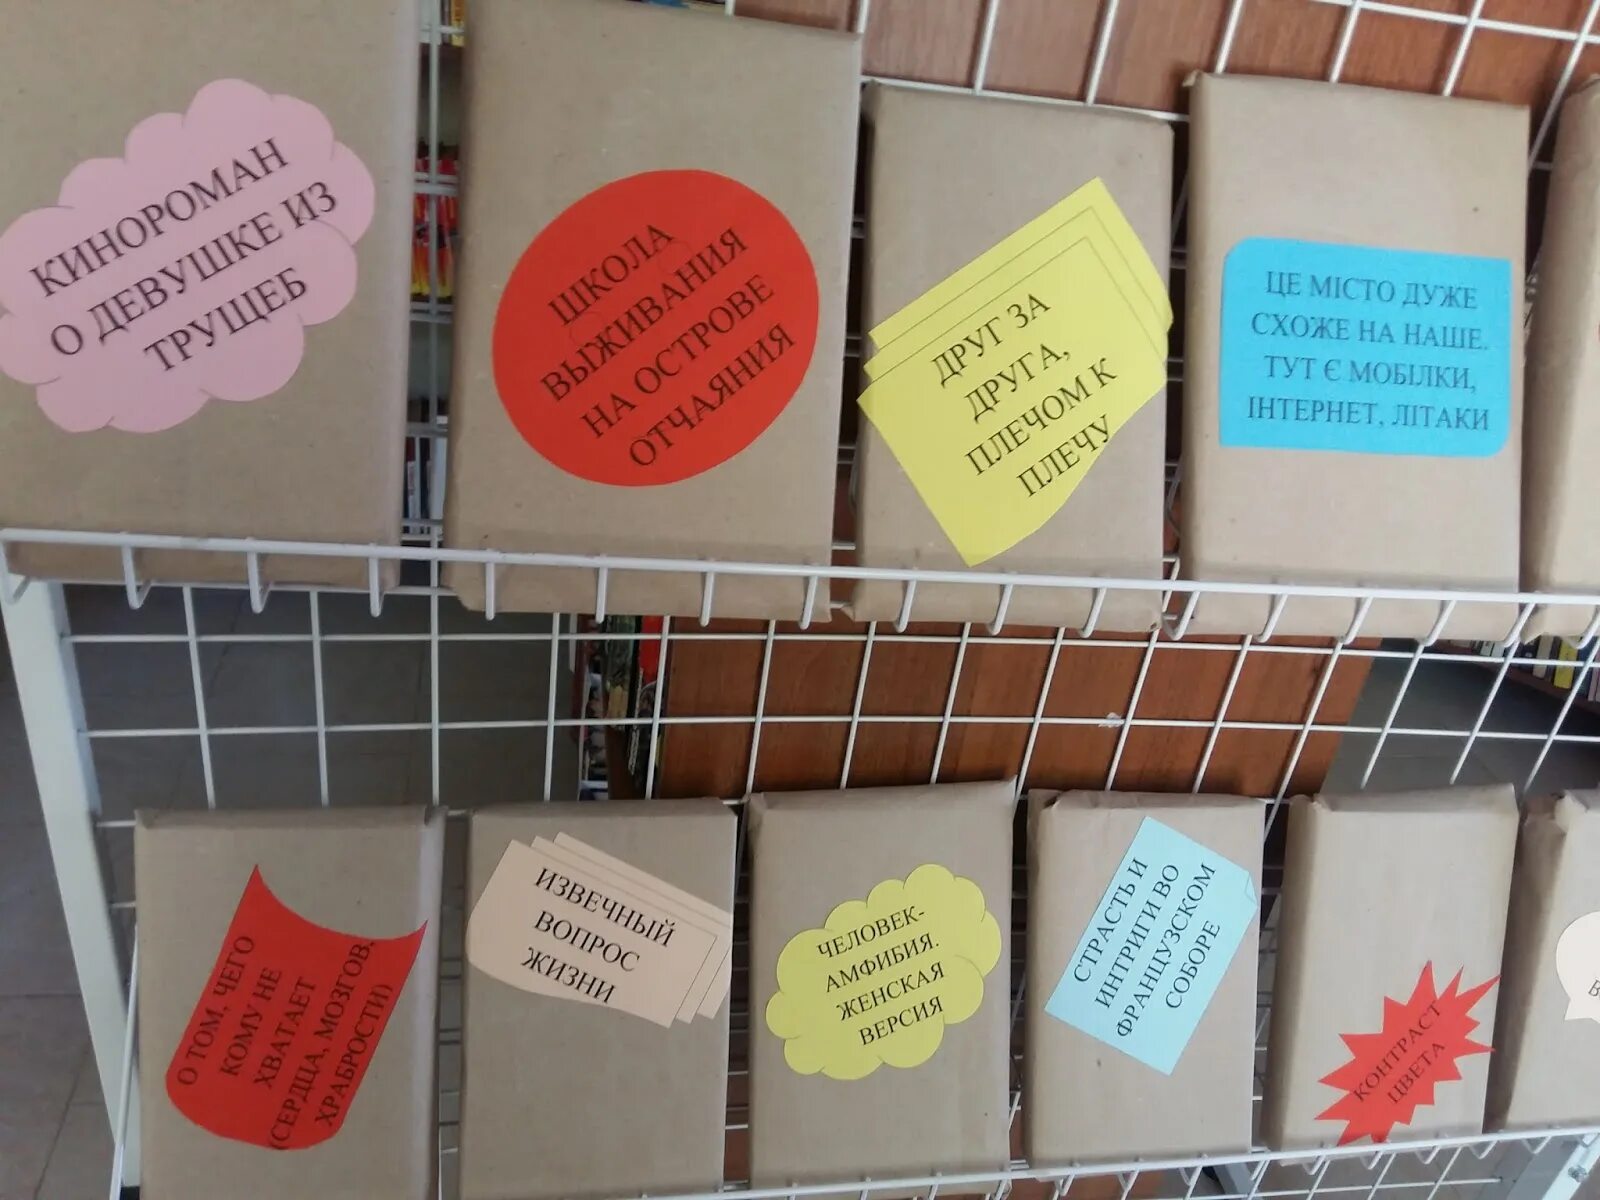 КИНОРОМАН
О ДЕВУШКЕ ИЗ
ТРУЩЕБ
ШКОЛА
ВЫЖИВАНИЯ
НА ОСТРОВЕ
ОТЧАЯНИЯ
ДРУГ ЗА
ДРУГА,
ПЛЕЧОМ К
ПЛЕЧУ
ЦЕ МІСТО ДУЖЕ
СХОЖЕ НА НАШЕ.
ТУТ Є МОБІЛКИ,
ІНТЕРНЕТ, ЛІТАКИ
О ТОМ, ЧЕГО
КОМУ НЕ
ХВАТАЕТ
(СЕРДЦА, МОЗГОВ,
ХРАБРОСТИ)
ИЗВЕЧНЫЙ
ВОПРОС
ЖИЗНИ
ЧЕЛОВЕК-
АМФИБИЯ.
ЖЕНСКАЯ
ВЕРСИЯ
СТРАСТЬ И
ИНТРИГИ ВО
ФРАНЦУЗСКОМ
СОБОРЕ
КОНТРАСТ
ЦВЕТА